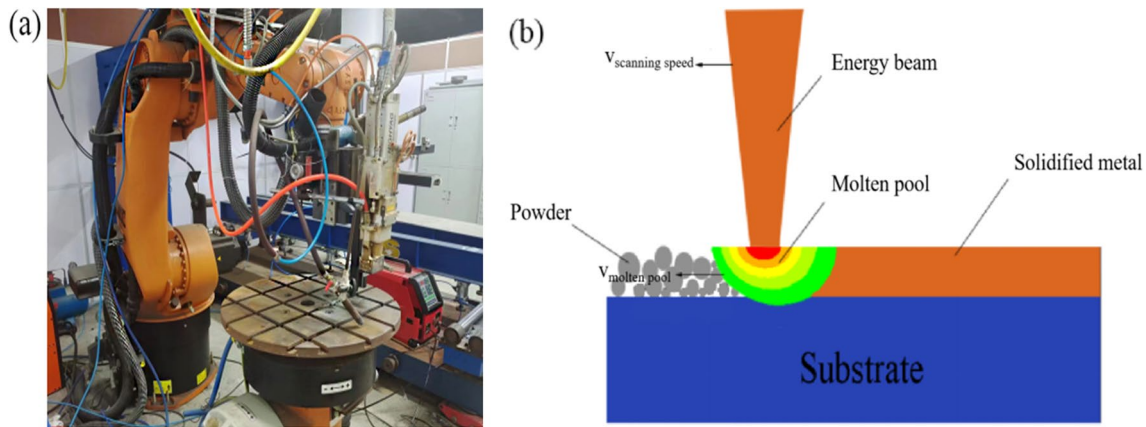 (a)
(b)
Vscanning speed
Energy beam
Solidified metal
Molten pool
Powder
Vmolten pool
Substrate